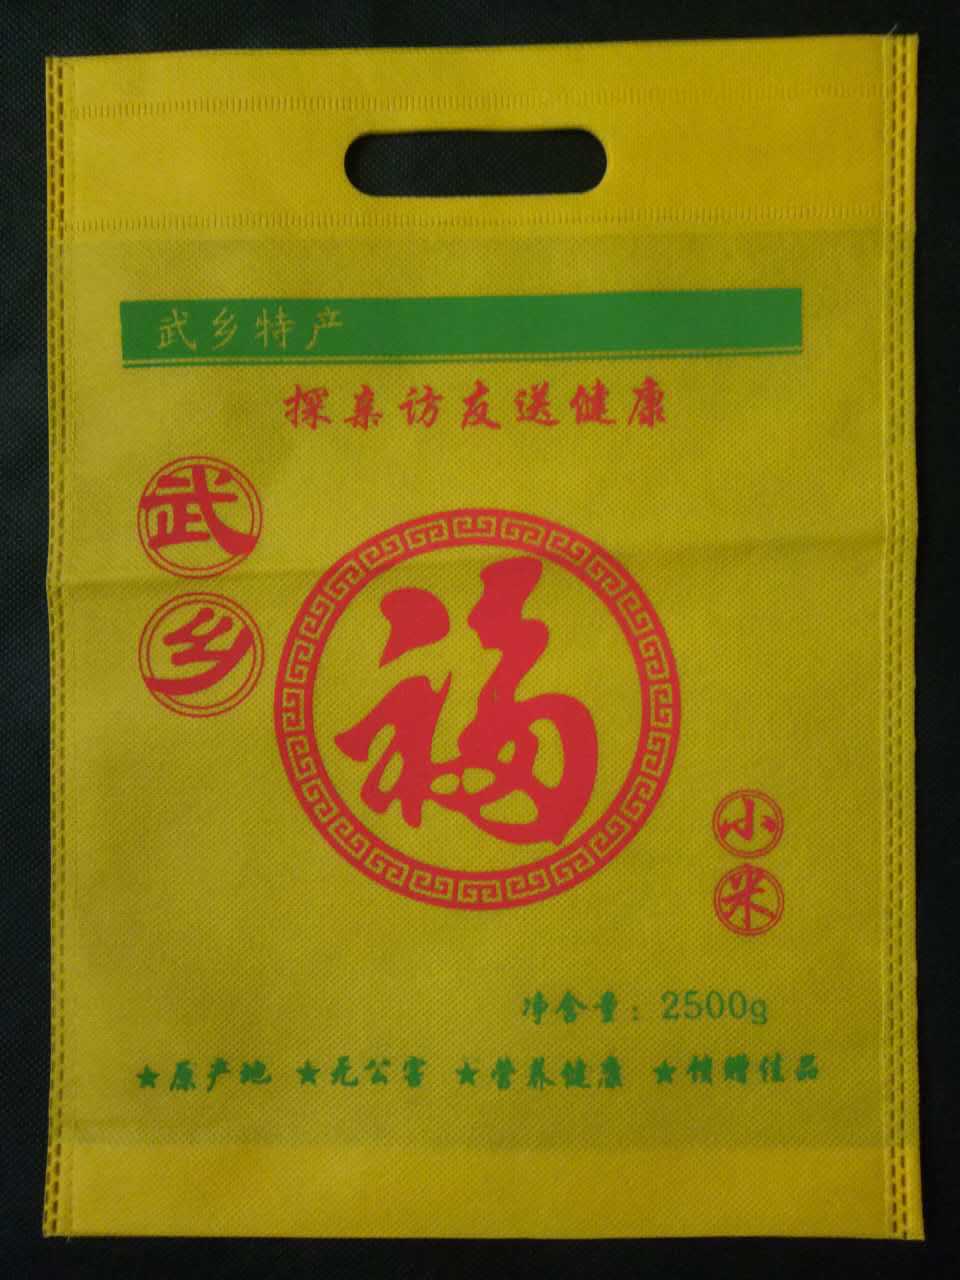 武乡特产
探亲访友送健康
武乡
福
小米
净含量：2500g
★原产地 ★无公害 ★营养健康 ★馈赠佳品